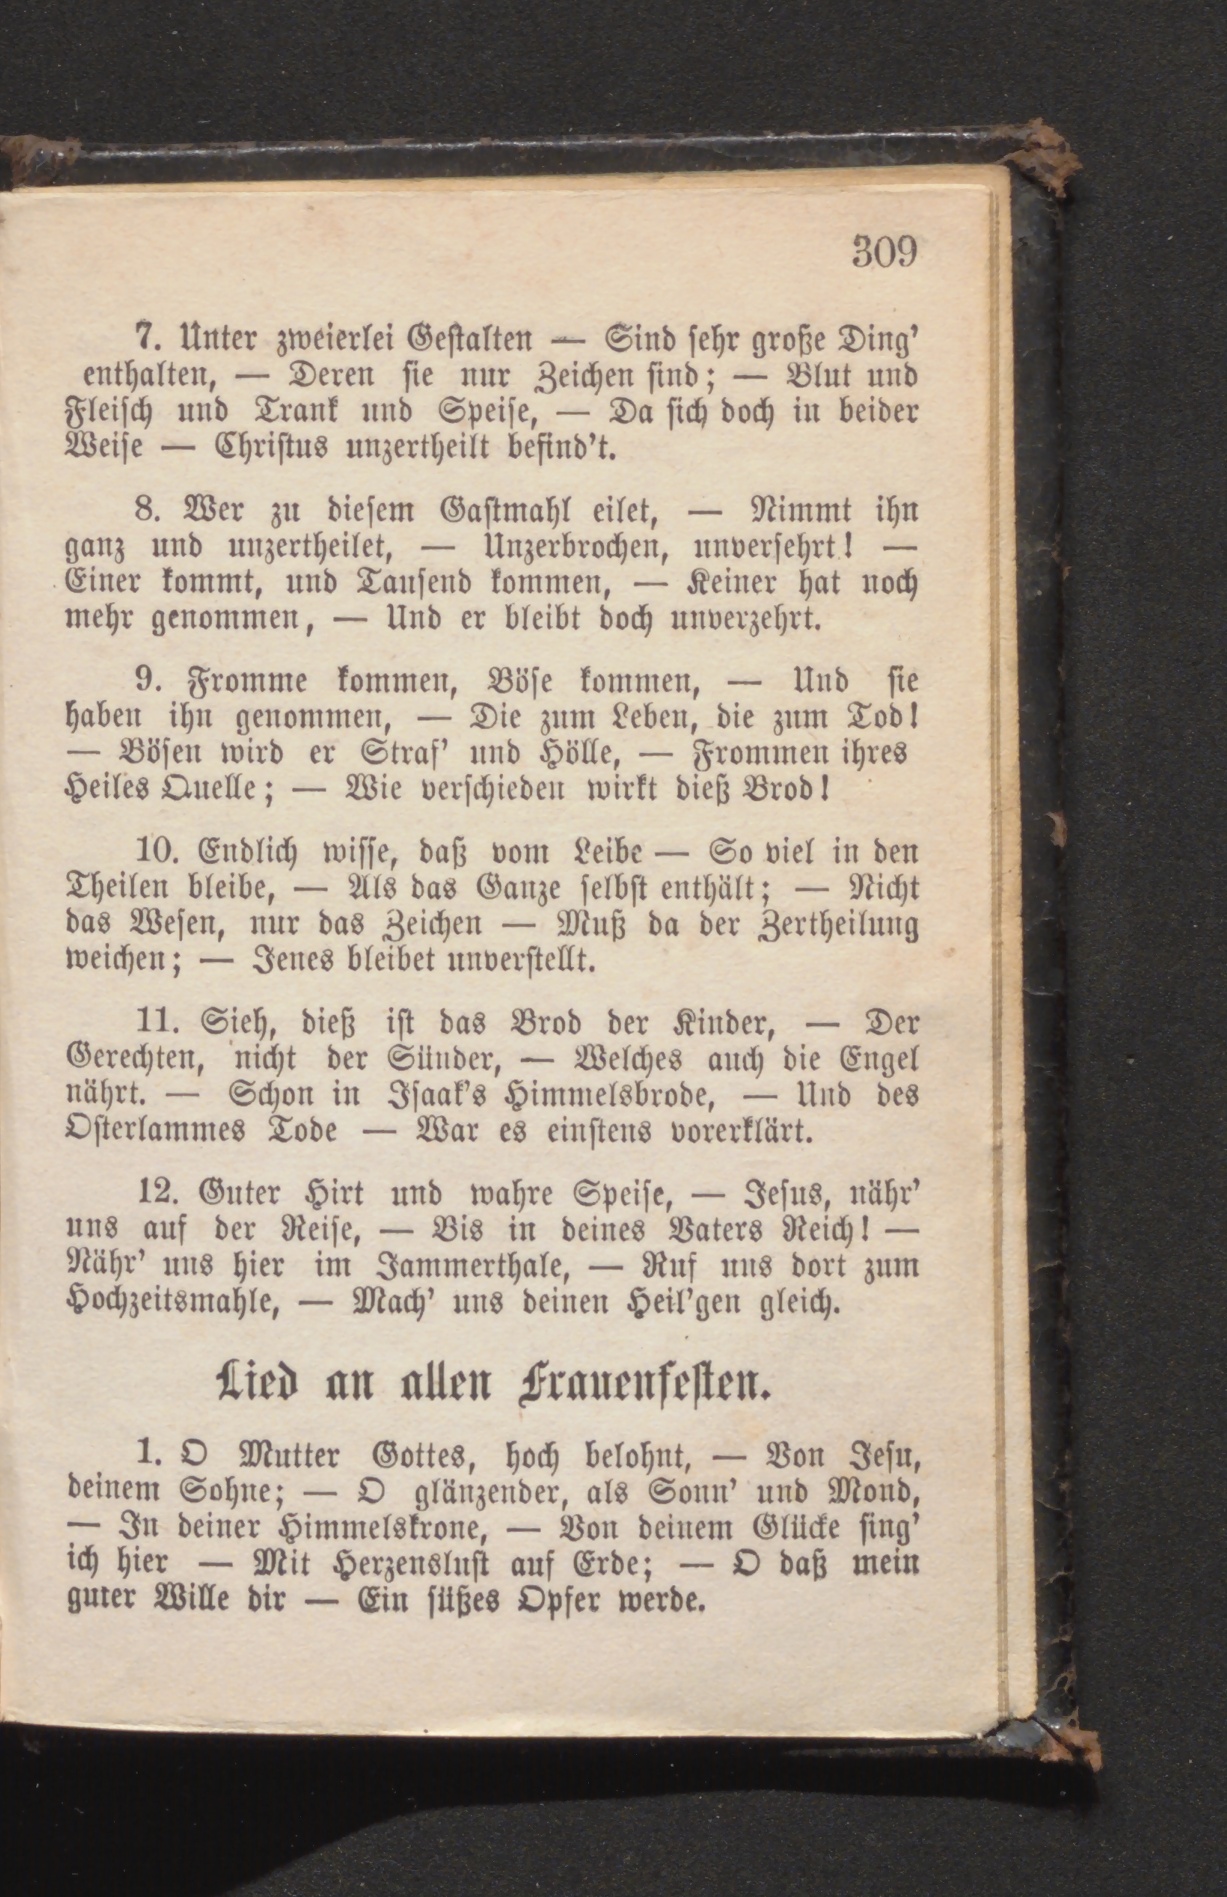 309
7. Unter zweierlei Gestalten — Sind sehr große Ding'
enthalten, — Deren sie nur Zeichen sind; — Blut und
Fleisch und Trank und Speise, — Da sich doch in beider
Weise — Christus unzertheilt befind't.
8. Wer zu diesem Gastmahl eilet, — Nimmt ihn
ganz und unzertheilet, — Unzerbrochen, unversehrt! —
Einer kommt, und Tausend kommen, — Keiner hat noch
mehr genommen, — Und er bleibt doch unverzehrt.
9. Fromme kommen, Böse kommen, — Und sie
haben ihn genommen, — Die zum Leben, die zum Tod!
— Bösen wird er Straf' und Hölle, — Frommen ihres
Heiles Quelle; — Wie verschieden wirkt dieß Brod!
10. Endlich wisse, daß vom Leibe — So viel in den
Theilen bleibe, — Als das Ganze selbst enthält; — Nicht
das Wesen, nur das Zeichen — Muß da der Zertheilung
weichen; — Jenes bleibet unverstellt.
11. Sieh, dieß ist das Brod der Kinder, — Der
Gerechten, nicht der Sünder, — Welches auch die Engel
nährt. — Schon in Isaak's Himmelsbrode, — Und des
Osterlammes Tode — War es einstens vorerklärt.
12. Guter Hirt und wahre Speise, — Jesus, nähr'
uns auf der Reise, — Bis in deines Vaters Reich! —
Nähr' uns hier im Jammerthale, — Ruf uns dort zum
Hochzeitsmahle, — Mach' uns deinen Heil'gen gleich.
Lied an allen Frauenfesten.
1. O Mutter Gottes, hoch belohnt, — Von Jesu,
deinem Sohne; — O glänzender, als Sonn' und Mond,
— In deiner Himmelskrone, — Von deinem Glücke sing'
ich hier — Mit Herzenslust auf Erde; — O daß mein
guter Wille dir — Ein süßes Opfer werde.